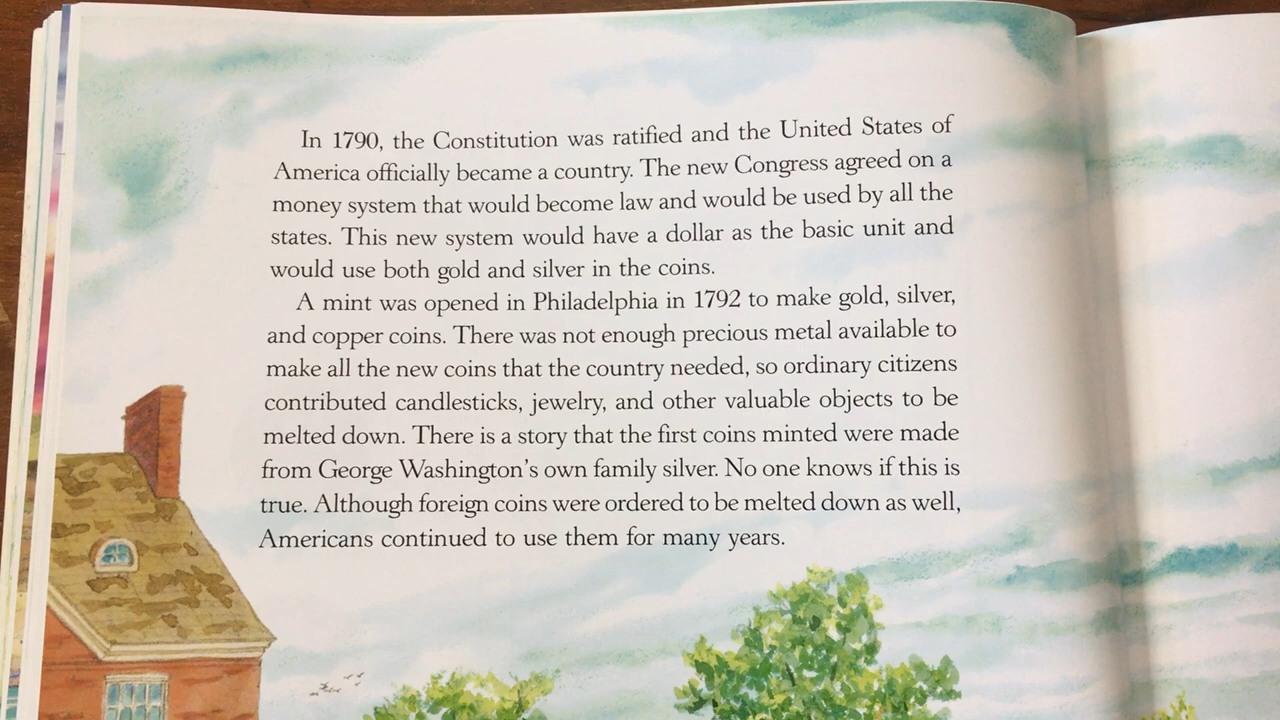 In 1790, the Constitution was ratified and the United States of
America officially became a country. The new Congress agreed on a
money system that would become law and would be used by all the
states. This new system would have a dollar as the basic unit and
would use both gold and silver in the coins.
A mint was opened in Philadelphia in 1792 to make gold, silver,
and copper coins. There was not enough precious metal available to
make all the new coins that the country needed, so ordinary citizens
contributed candlesticks, jewelry, and other valuable objects to be
melted down. There is a story that the first coins minted were made
from George Washington's own family silver. No one knows if this is
true. Although foreign coins were ordered to be melted down as well,
Americans continued to use them for many years.